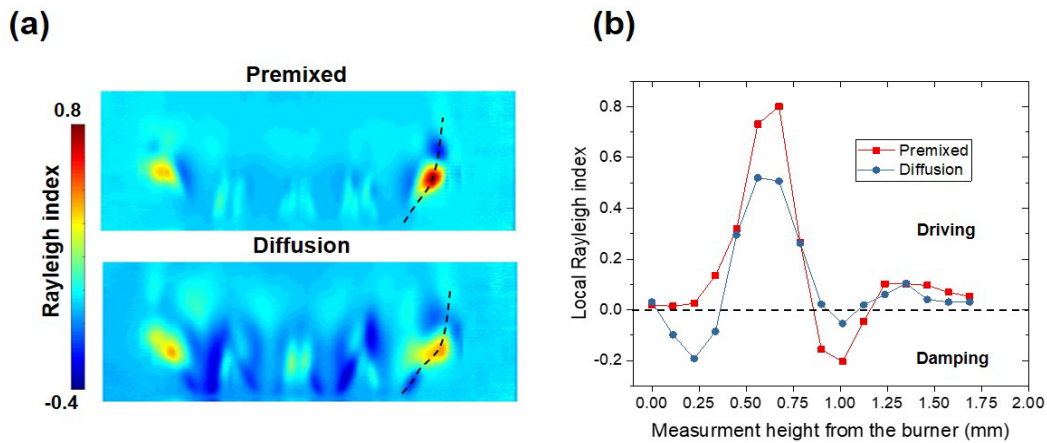 (a)
Premixed
0.8
Rayleigh index
-0.4
Diffusion
(b)
Local Rayleigh index
0.8
0.6
0.4
0.2
0.0
-0.2
Premixed
Diffusion
Driving
Damping
0.00 0.25 0.50 0.75 1.00 1.25 1.50 1.75 2.00
Measurment height from the burner (mm)